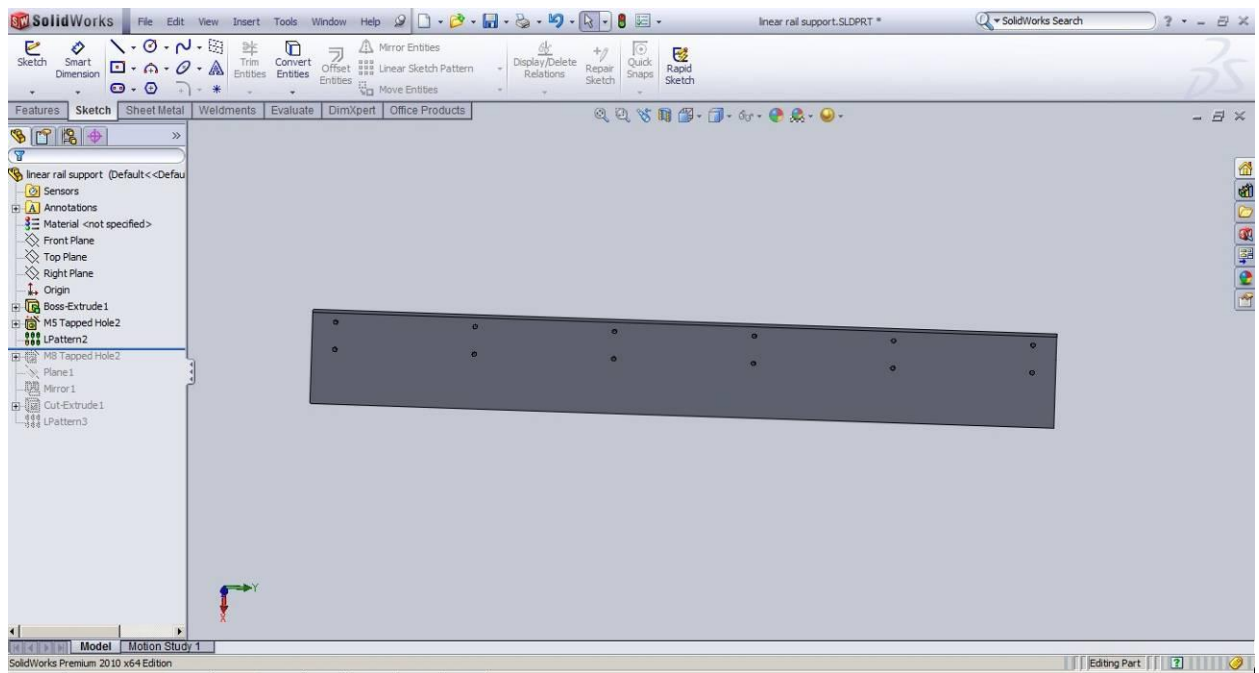 SolidWorks File Edit View Insert Tools Window Help linear rail support.SLDPRT * SolidWorks Search ?
Sketch Smart Dimension Trim Entities Convert Entities Offset Entities Mirror Entities Linear Sketch Pattern Move Entities Display/Delete Relations Repair Sketch Quick Snaps Rapid Sketch
Features Sketch Sheet Metal Weldments Evaluate DimXpert Office Products
linear rail support (Default<<Defau
Sensors
A Annotations
Material <not specified>
Front Plane
Top Plane
Right Plane
Origin
Boss-Extrude1
M5 Tapped Hole2
LPattern2
M8 Tapped Hole2
Plane1
Mirror1
Cut-Extrude1
LPattern3
Y
X
Model Motion Study 1
SolidWorks Premium 2010 x64 Edition Editing Part ?